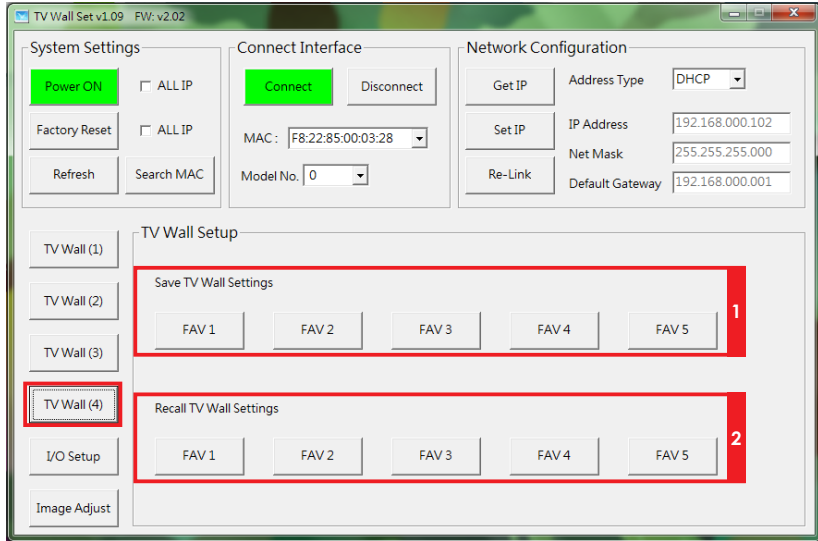 TV Wall Set v1.09 FW: v2.02
System Settings
Power ON
ALL IP
Factory Reset
ALL IP
Refresh
Search MAC
Connect Interface
Connect
Disconnect
MAC : F8:22:85:00:03:28
Model No. 0
Network Configuration
Get IP
Address Type DHCP
Set IP
IP Address 192.168.000.102
Net Mask 255.255.255.000
Re-Link
Default Gateway 192.168.000.001
TV Wall (1)
TV Wall (2)
TV Wall (3)
TV Wall (4)
I/O Setup
Image Adjust
TV Wall Setup
Save TV Wall Settings
FAV 1 FAV 2 FAV 3 FAV 4 FAV 5
1
Recall TV Wall Settings
FAV 1 FAV 2 FAV 3 FAV 4 FAV 5
2